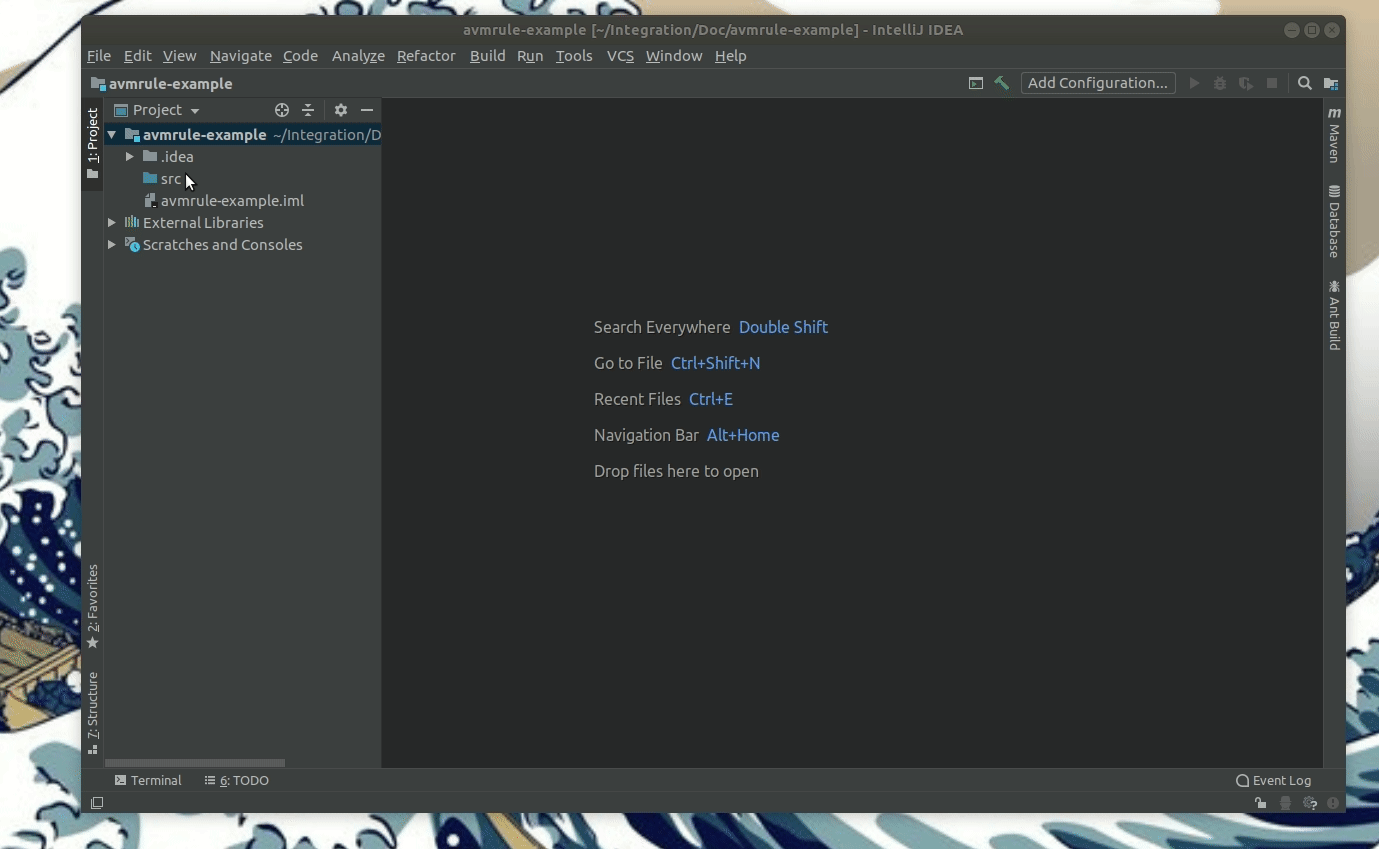 avmrule-example [~/Integration/Doc/avmrule-example] - IntelliJ IDEA
File Edit View Navigate Code Analyze Refactor Build Run Tools VCS Window Help
avmrule-example
Add Configuration...
1: Project
Project
avmrule-example ~/Integration/D
.idea
src
avmrule-example.iml
External Libraries
Scratches and Consoles
Search Everywhere Double Shift
Go to File Ctrl+Shift+N
Recent Files Ctrl+E
Navigation Bar Alt+Home
Drop files here to open
m Maven
Database
Ant Build
2: Favorites
7: Structure
Terminal
6: TODO
Event Log